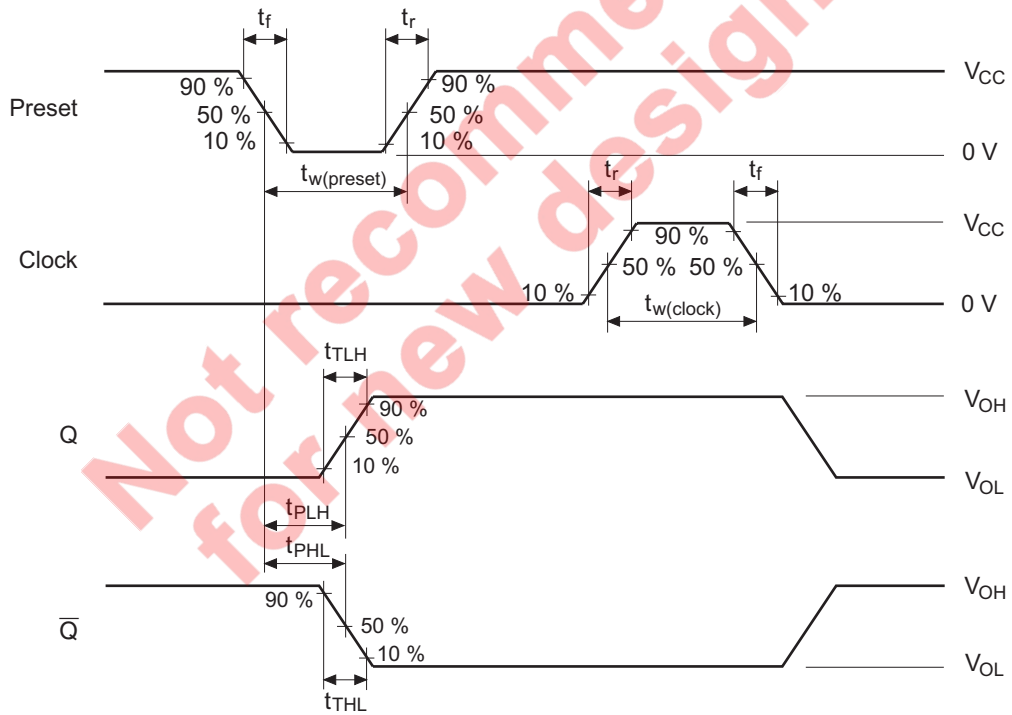 tf
tr
90 %
90 %
VCC
Preset
50 %
50 %
10 %
10 %
0 V
tw(preset)
tr
tf
VCC
90 %
Clock
50 %
50 %
10 %
10 %
tw(clock)
0 V
tTLH
VOH
90 %
Q
50 %
10 %
VOL
tPLH
tPHL
VOH
90 %
Q̅
50 %
10 %
VOL
tTHL
Not recomme
for new design